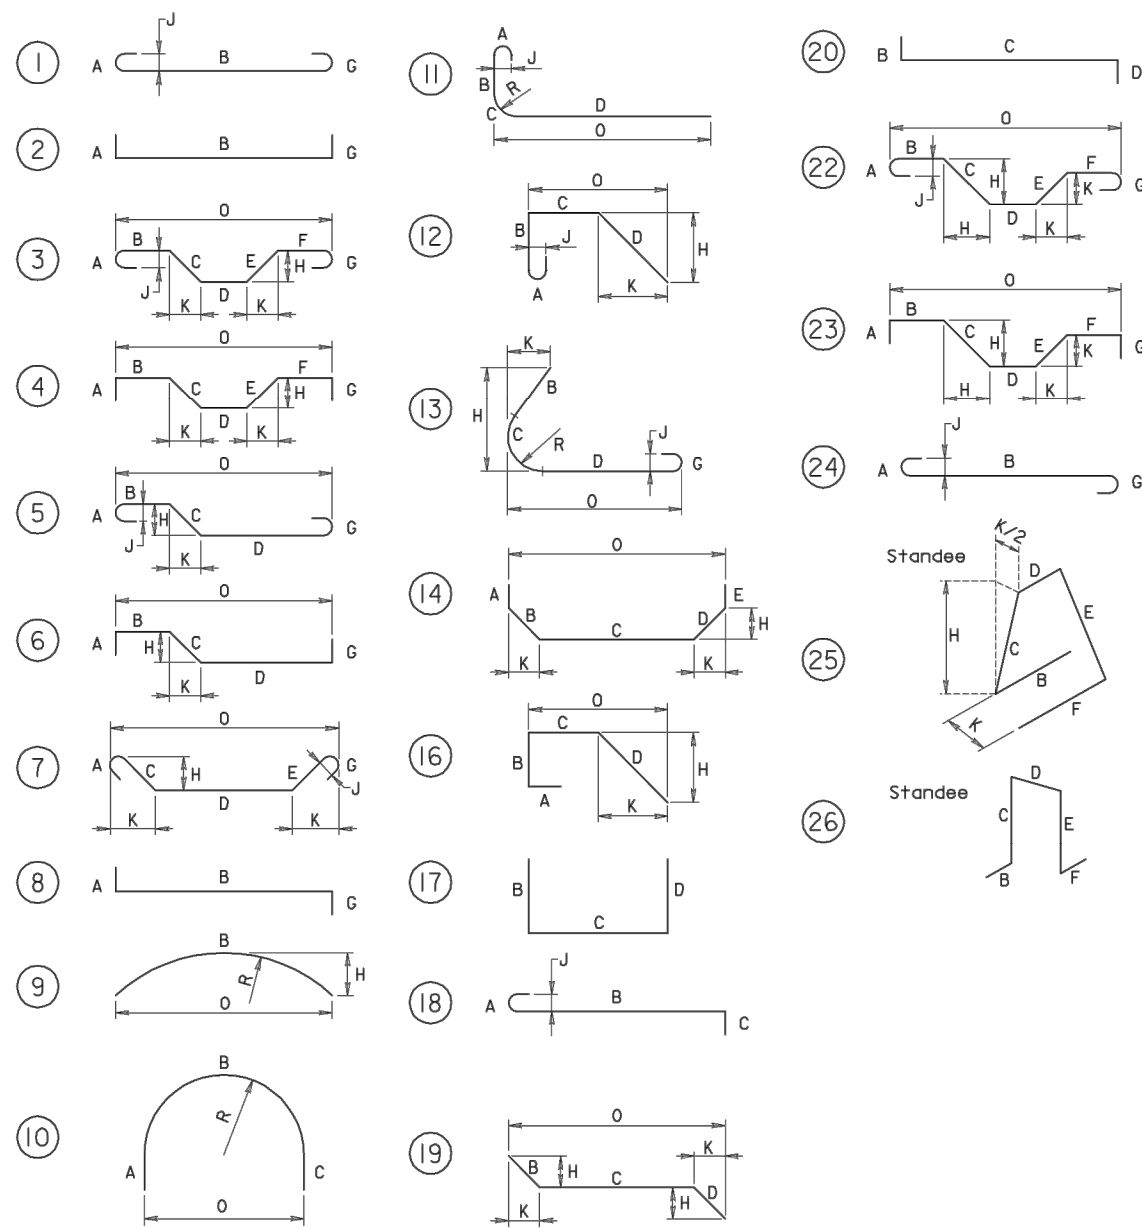 1 A J B G
2 A B G
3 O B F A J C D E H G K K
4 O B F A C D E H G K K
5 O B A J H C D G K
6 O B A H C D G K
7 O A C H D E G J K K
8 A B G
9 B R H O
10 B R A C O
11 A B J C R D O
12 O C B J D H A K
13 K B H C R D J G O
14 O A B C D E H K K
16 O C B D H A K
17 B C D
18 A J B C
19 O K B H C H D K
20 B C D
22 O B F A J C H D E K G H K
23 O B F A C H D E K G H K
24 A J B G
Standee
25 K/2 D H C E B F K
Standee
26 D C E B F